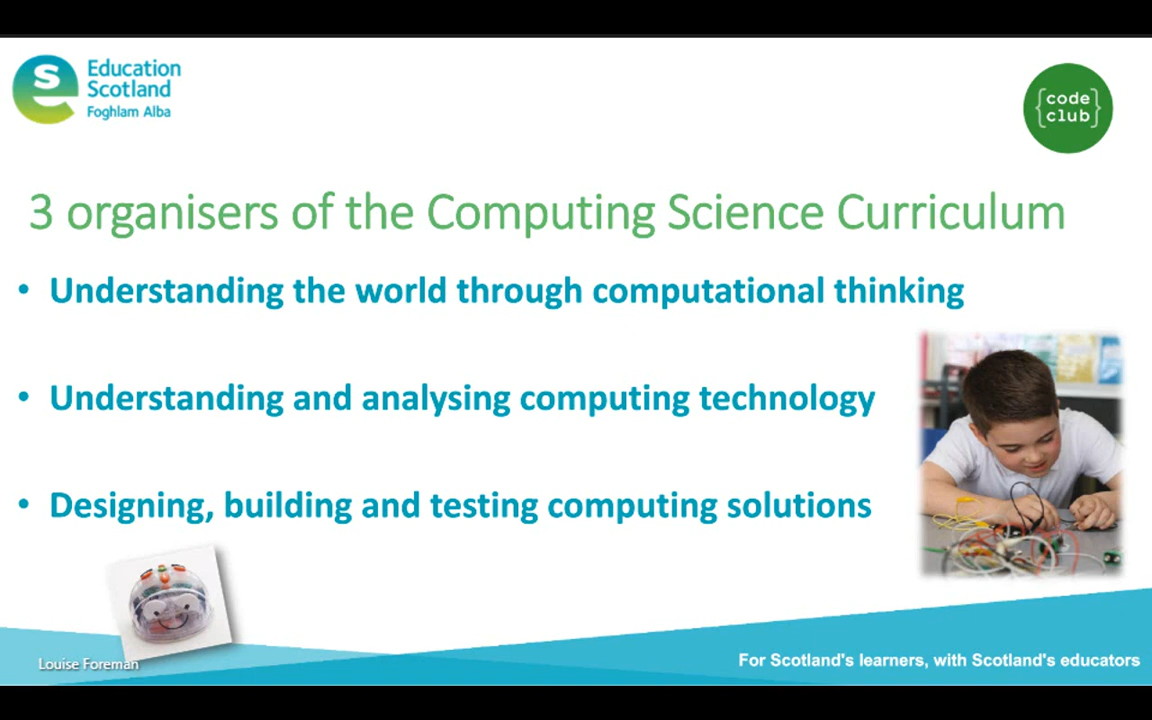 Education
Scotland
Foghlam Alba
{code
club}
3 organisers of the Computing Science Curriculum
• Understanding the world through computational thinking
• Understanding and analysing computing technology
• Designing, building and testing computing solutions
Louise Foreman
For Scotland's learners, with Scotland's educators